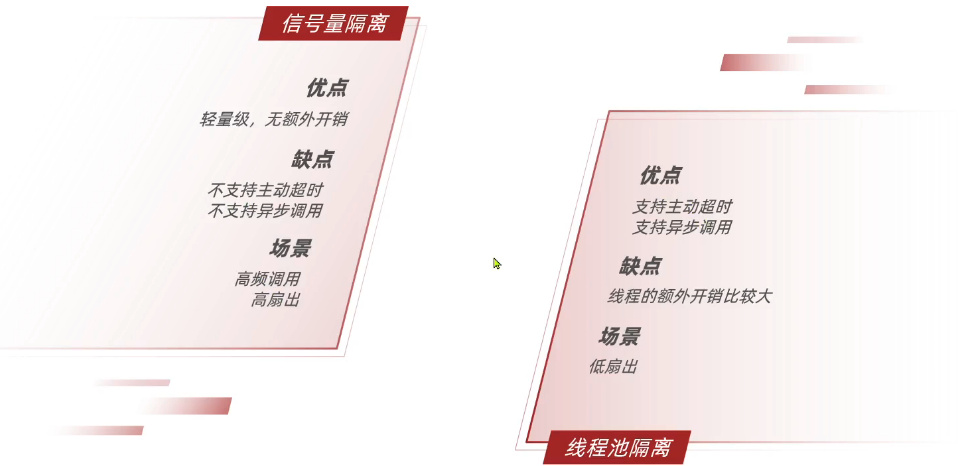 信号量隔离
优点
轻量级，无额外开销
缺点
不支持主动超时
不支持异步调用
场景
高频调用
高扇出
优点
支持主动超时
支持异步调用
缺点
线程的额外开销比较大
场景
低扇出
线程池隔离